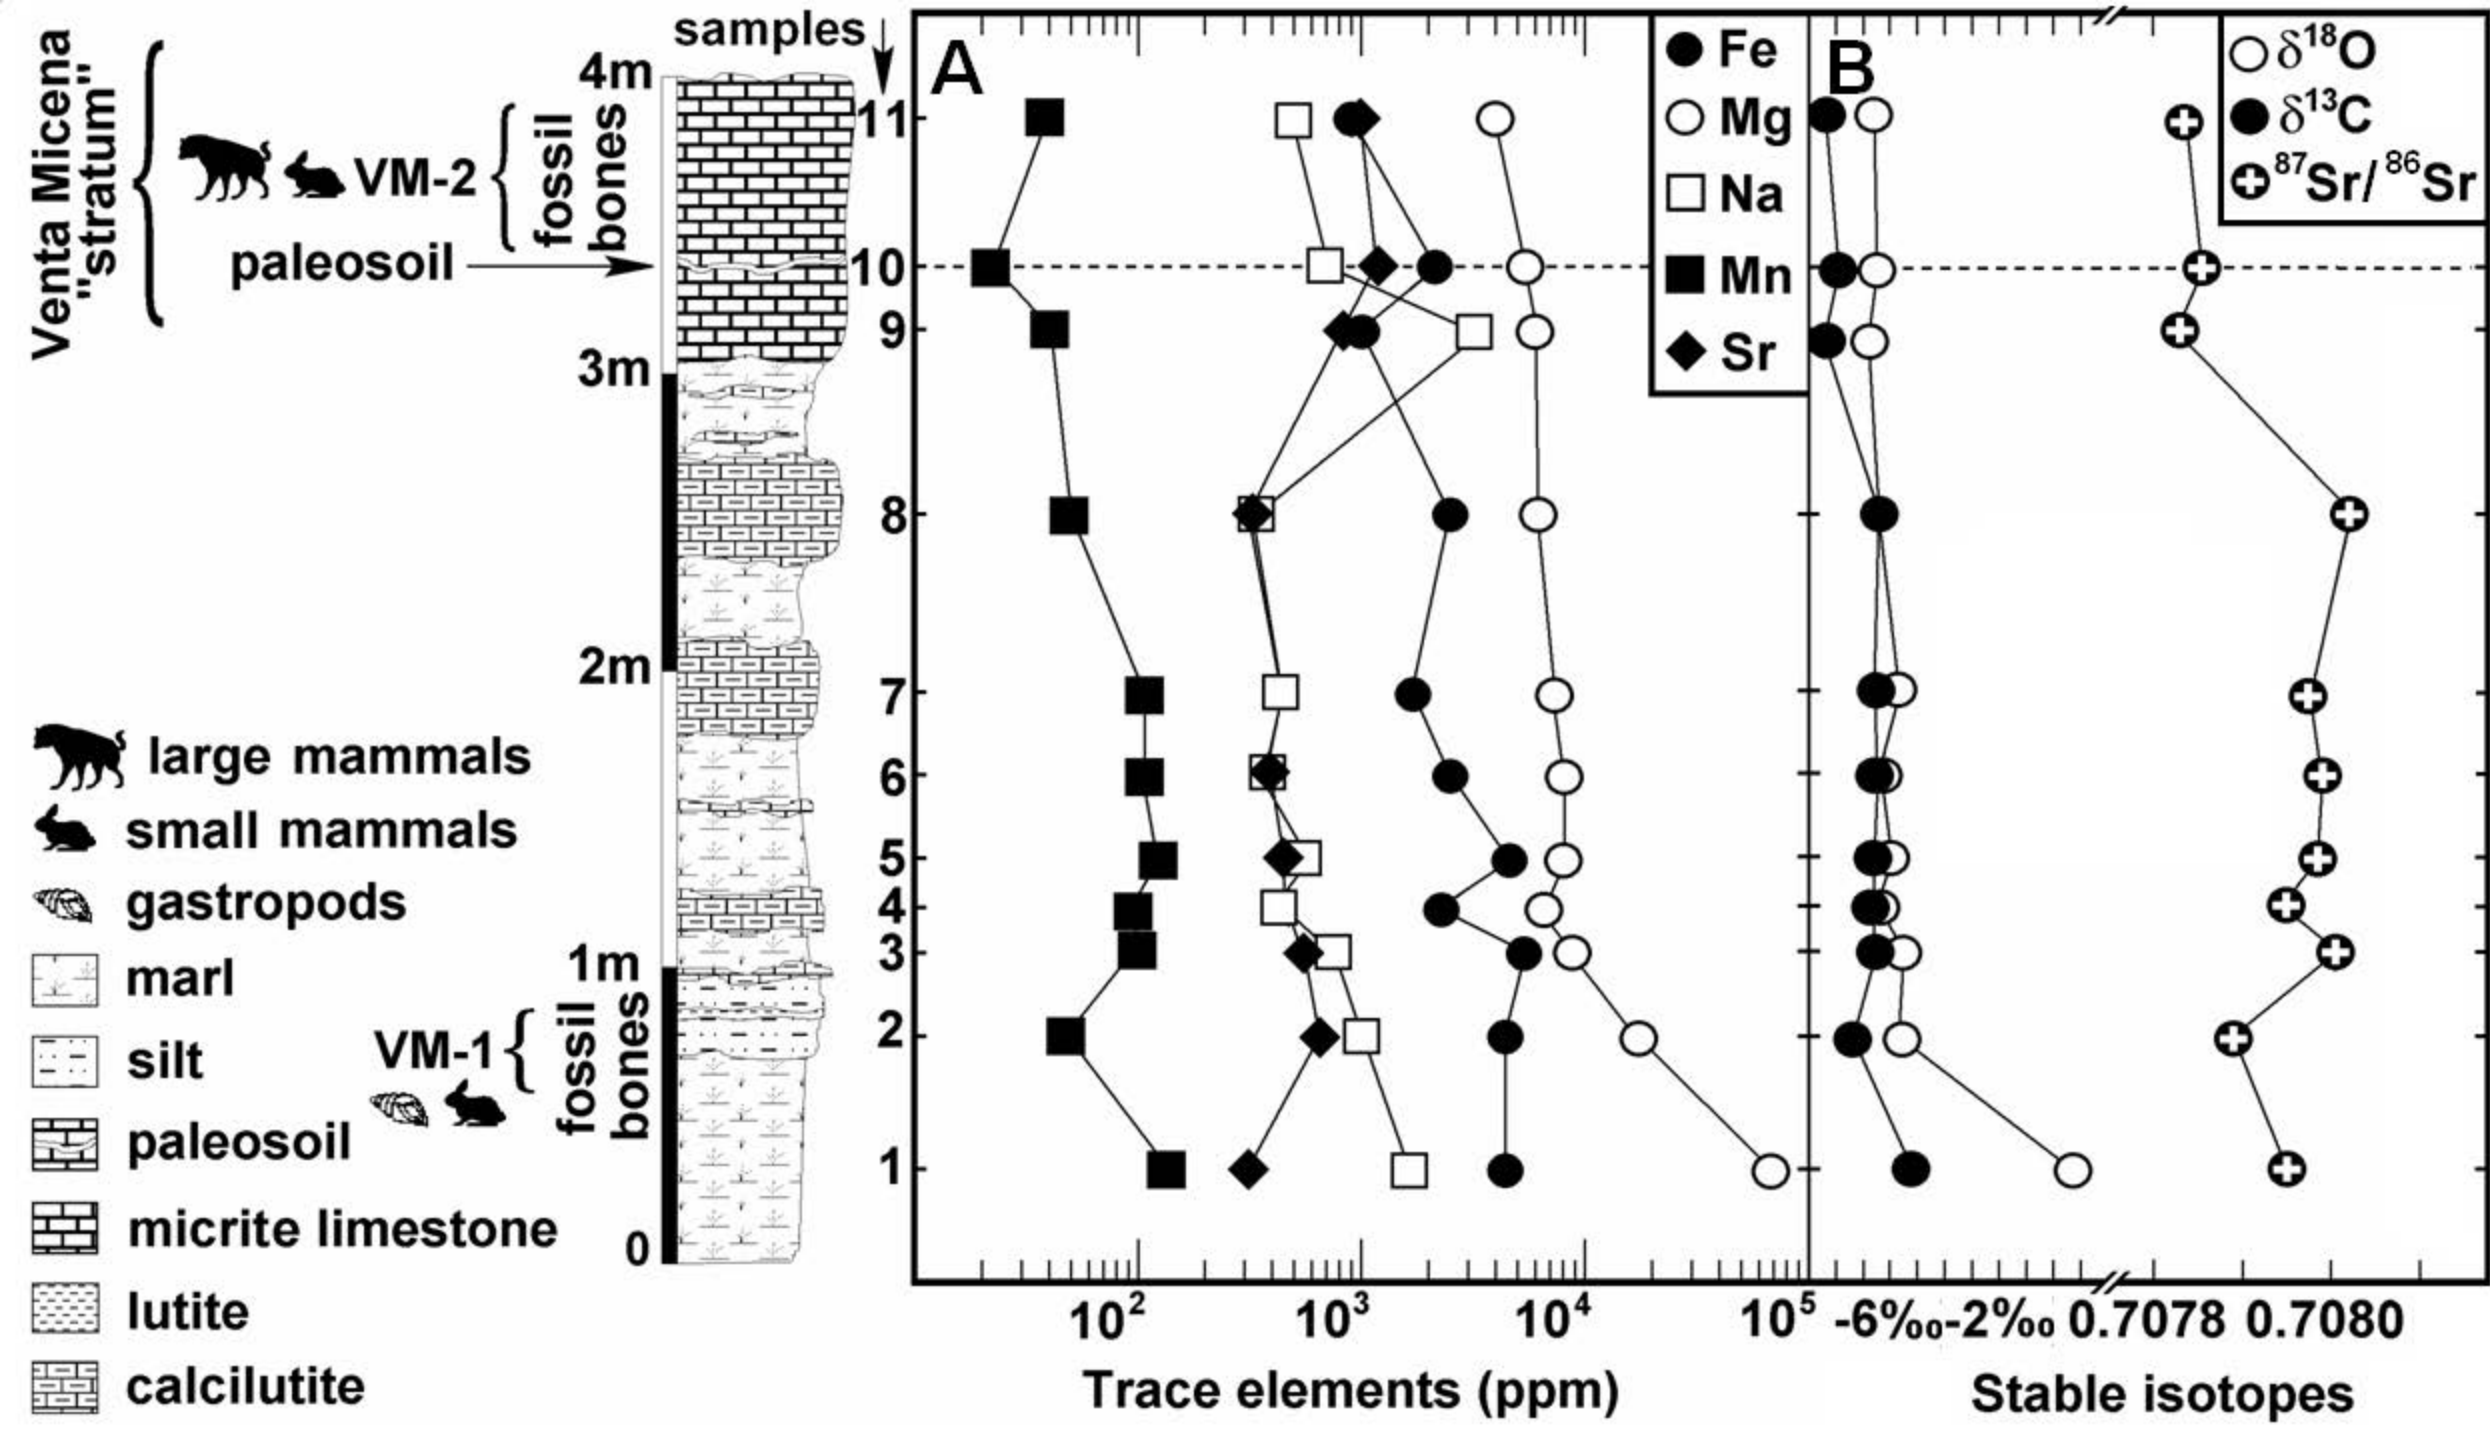 Venta Micena
"stratum"
VM-2
fossil
bones
paleosoil
samples
4m
3m
2m
1m
0
large mammals
small mammals
gastropods
marl
silt
paleosoil
micrite limestone
lutite
calcilutite
VM-1
fossil
bones
11
10
9
8
7
6
5
4
3
2
1
A
Fe
Mg
Na
Mn
Sr
10² 10³ 10⁴ 10⁵
Trace elements (ppm)
B
δ¹⁸O
δ¹³C
⁸⁷Sr/ ⁸⁶Sr
-6‰ -2‰ 0.7078 0.7080
Stable isotopes